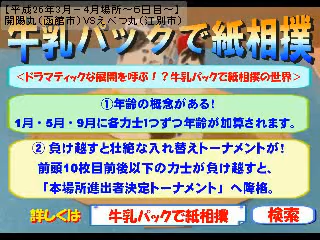 【平成26年3月－4月場所～5日目～】
開陽丸(函館市)VSえべつ丸(江別市)
牛乳パックで紙相撲
＜ドラマティックな展開を呼ぶ！？牛乳パックで紙相撲の世界＞
①年齢の概念がある！
1月・5月・9月に各力士1つずつ年齢が加算されます。
②負け越すと壮絶な入れ替えトーナメントが！
前頭10枚目前後以下の力士が負け越すと、
「本場所進出者決定トーナメント」へ降格。
詳しくは 牛乳パックで紙相撲 検索